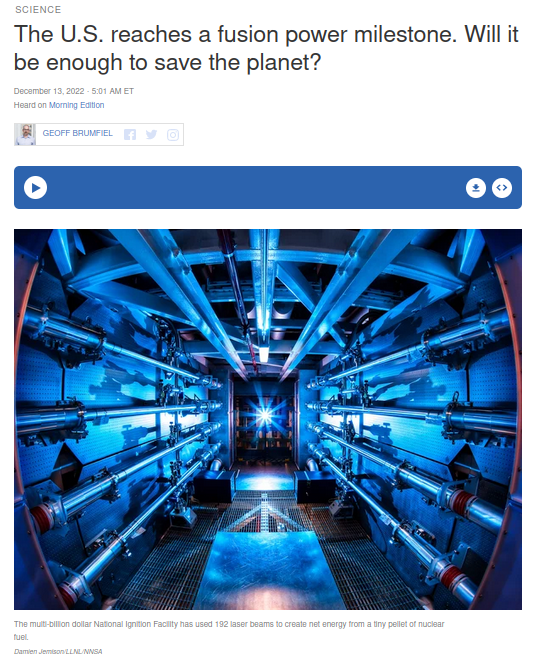 SCIENCE
The U.S. reaches a fusion power milestone. Will it
be enough to save the planet?
December 13, 2022 · 5:01 AM ET
Heard on Morning Edition
GEOFF BRUMFIEL
The multi-billion dollar National Ignition Facility has used 192 laser beams to create net energy from a tiny pellet of nuclear
fuel.
Damien Jemison/LLNL/NNSA